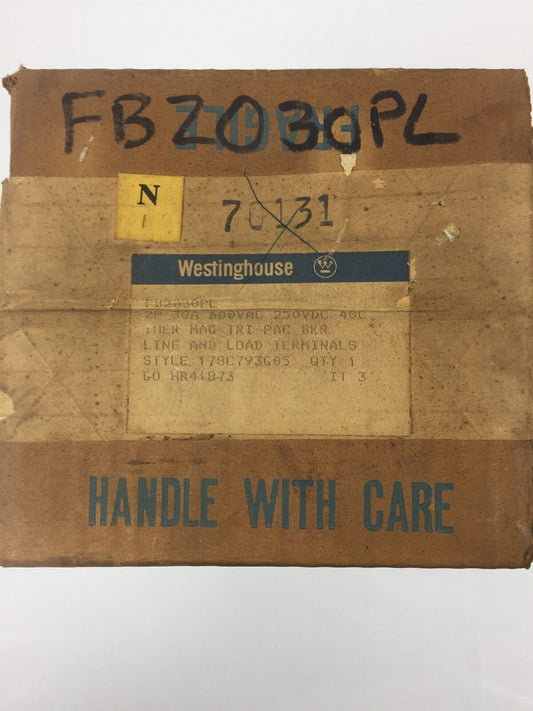 FRAGILE
FB2030PL
N
70131
Westinghouse
FB2030PL
2P 30A 600VAC 250VDC 40C
THER MAG TRI PAC BKR
LINE AND LOAD TERMINALS
STYLE 178C793G05 QTY 1
GO HR41873 IT 3
HANDLE WITH CARE